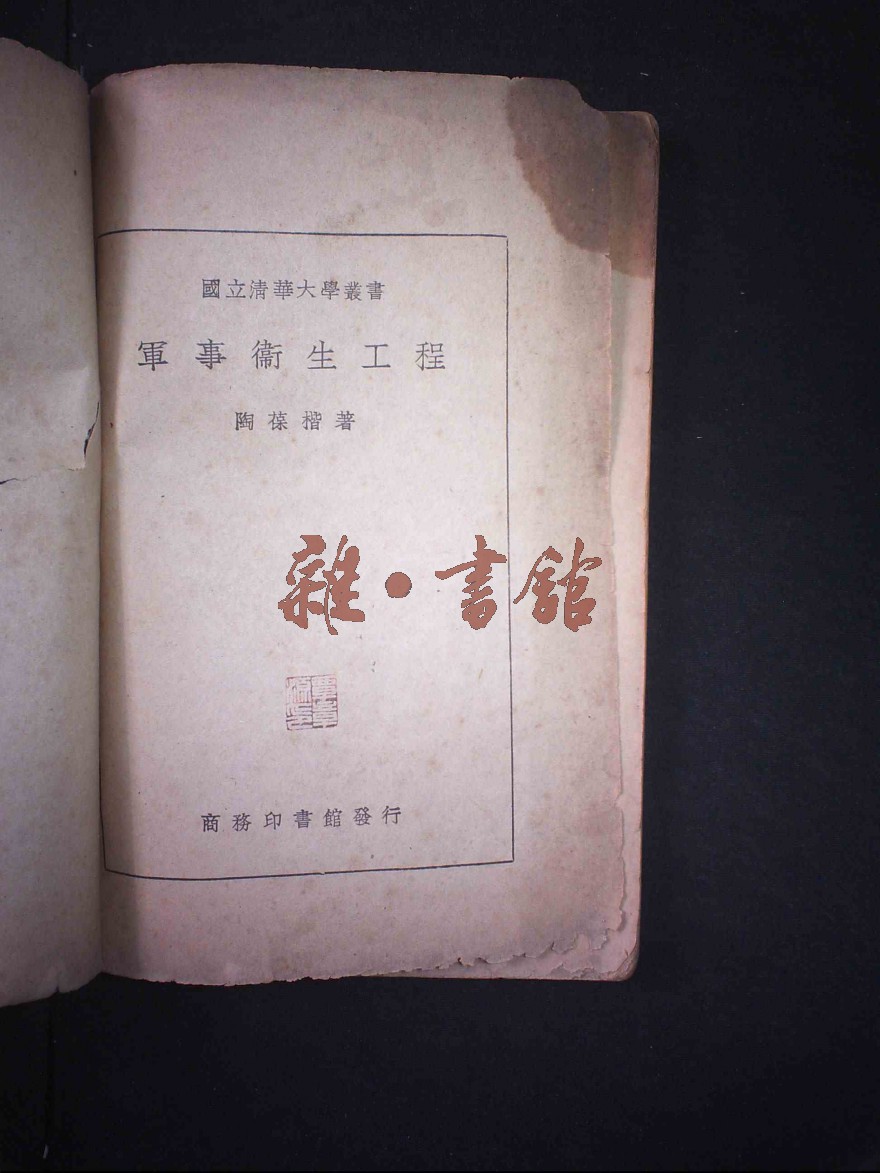 國立清華大學叢書
軍事衞生工程
陶葆楷著
雜·書館
商務印書館發行